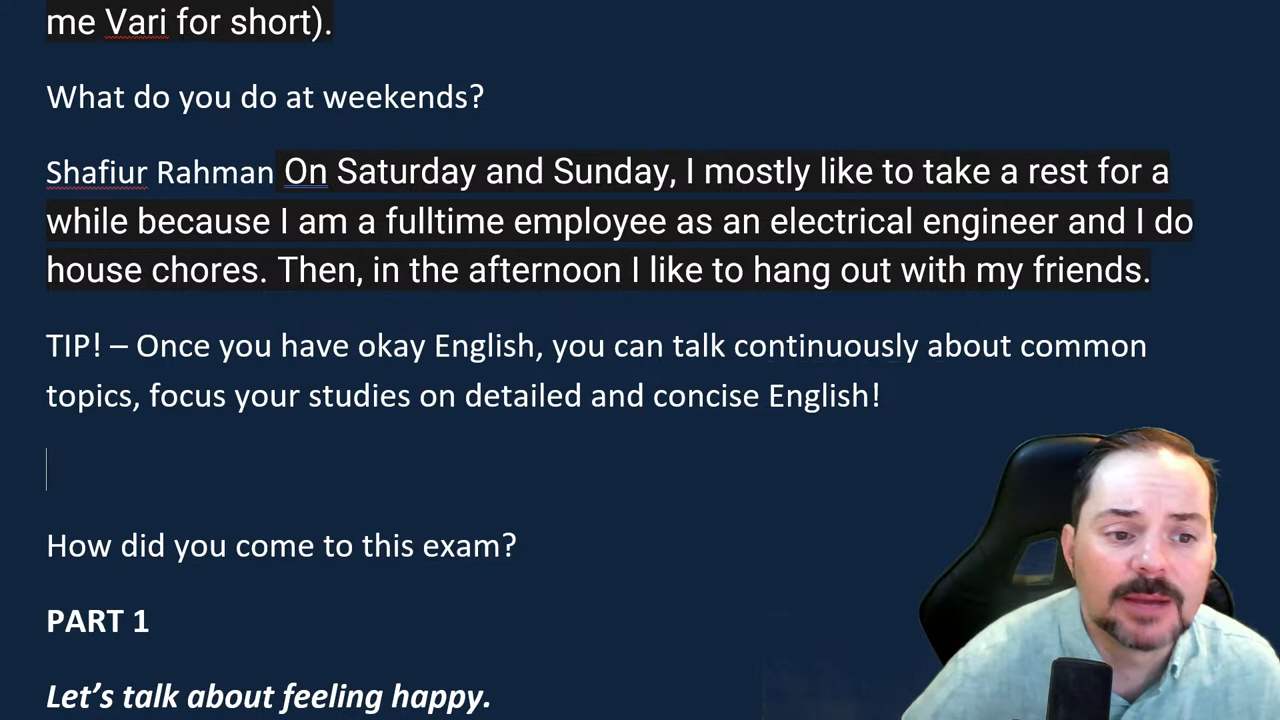 me Vari for short).
What do you do at weekends?
Shafiur Rahman On Saturday and Sunday, I mostly like to take a rest for a
while because I am a fulltime employee as an electrical engineer and I do
house chores. Then, in the afternoon I like to hang out with my friends.
TIP! – Once you have okay English, you can talk continuously about common
topics, focus your studies on detailed and concise English!
How did you come to this exam?
PART 1
Let’s talk about feeling happy.